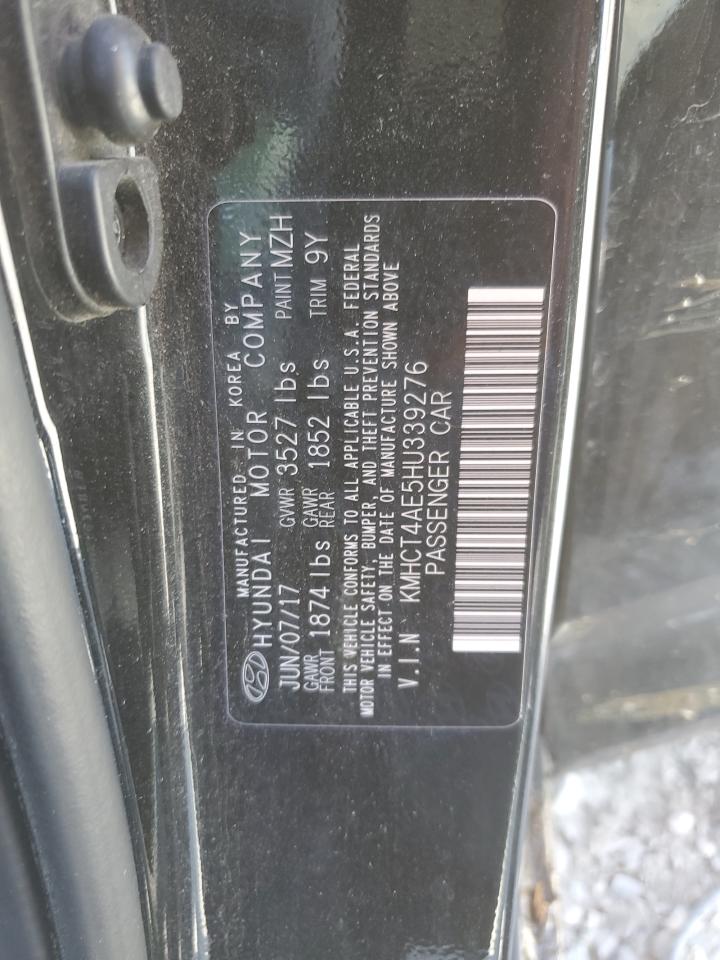 MANUFACTURED IN KOREA BY
HYUNDAI MOTOR COMPANY
JUN/07/17 GVWR 3527 lbs PAINT MZH
GAWR FRONT 1874 lbs GAWR REAR 1852 lbs TRIM 9Y
THIS VEHICLE CONFORMS TO ALL APPLICABLE U.S.A. FEDERAL
MOTOR VEHICLE SAFETY, BUMPER, AND THEFT PREVENTION STANDARDS
IN EFFECT ON THE DATE OF MANUFACTURE SHOWN ABOVE
V.I.N KMHCT4AE5HU339276
PASSENGER CAR